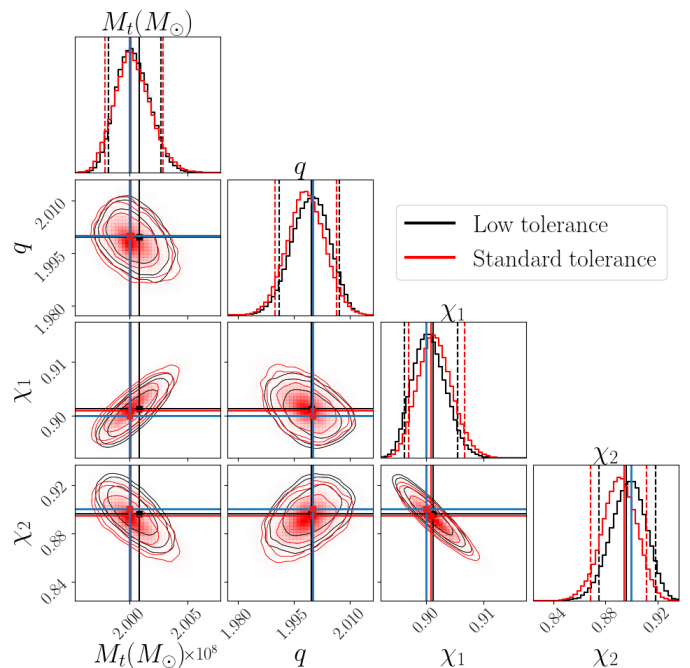 M_t(M_⊙)
q
2.010
1.995
1.980
q
Low tolerance
Standard tolerance
χ_1
0.91
0.90
χ_1
χ_2
0.92
0.88
0.84
χ_2
2.000 2.005
1.980 1.995 2.010
0.90 0.91
0.84 0.88 0.92
M_t(M_⊙) ×10^8
q
χ_1
χ_2